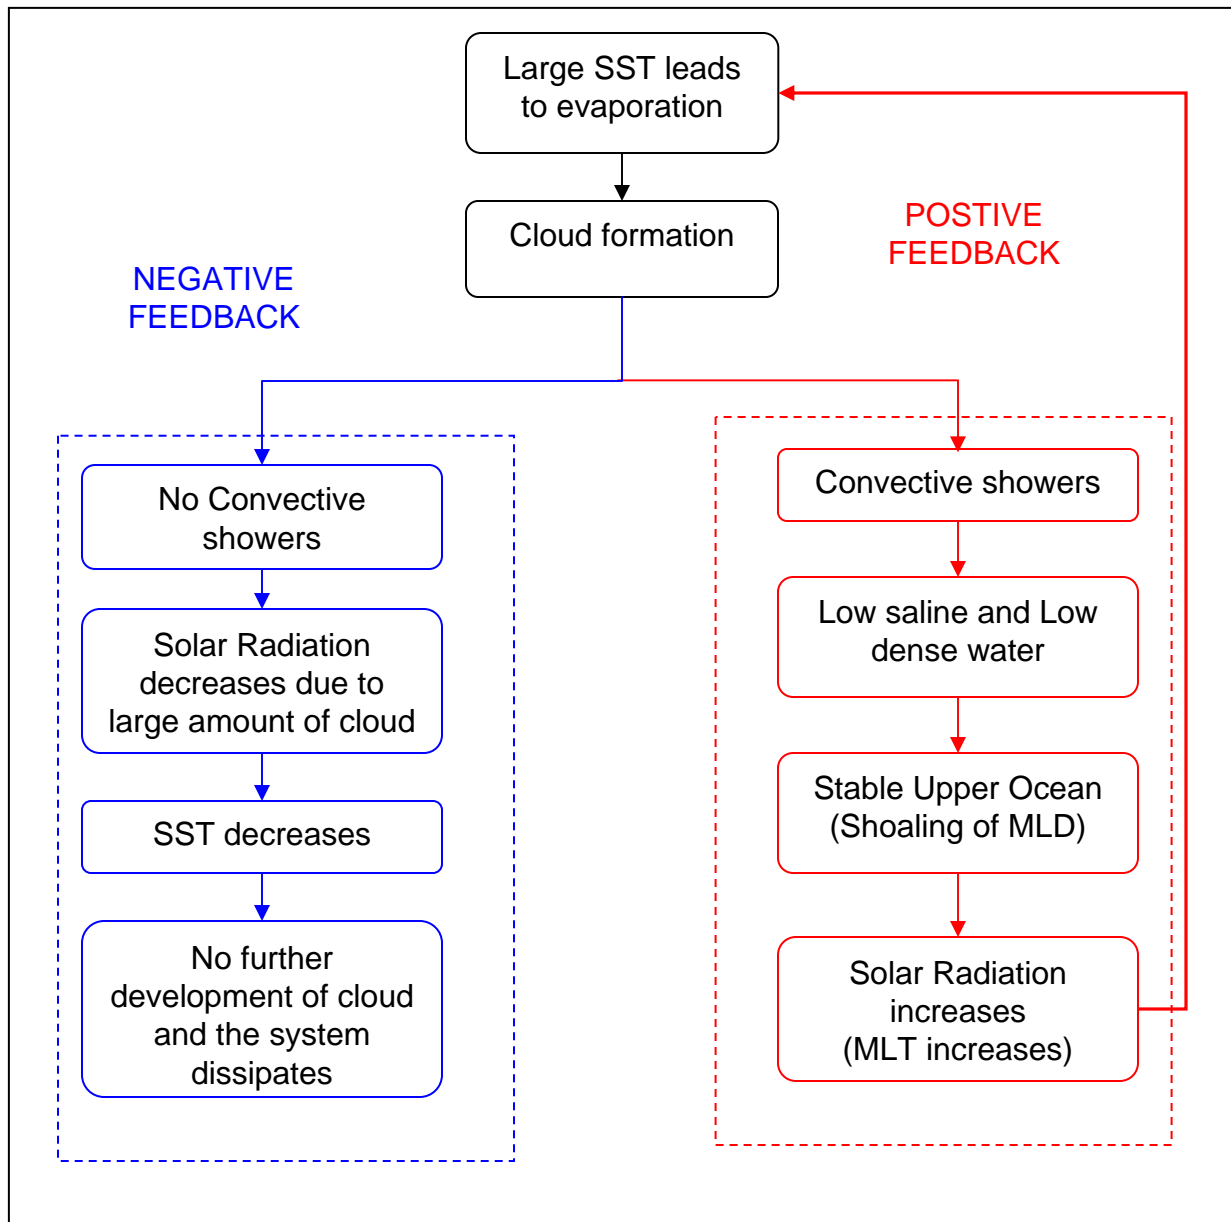 Large SST leads
to evaporation
Cloud formation
POSTIVE
FEEDBACK
NEGATIVE
FEEDBACK
No Convective
showers
Solar Radiation
decreases due to
large amount of cloud
SST decreases
No further
development of cloud
and the system
dissipates
Convective showers
Low saline and Low
dense water
Stable Upper Ocean
(Shoaling of MLD)
Solar Radiation
increases
(MLT increases)